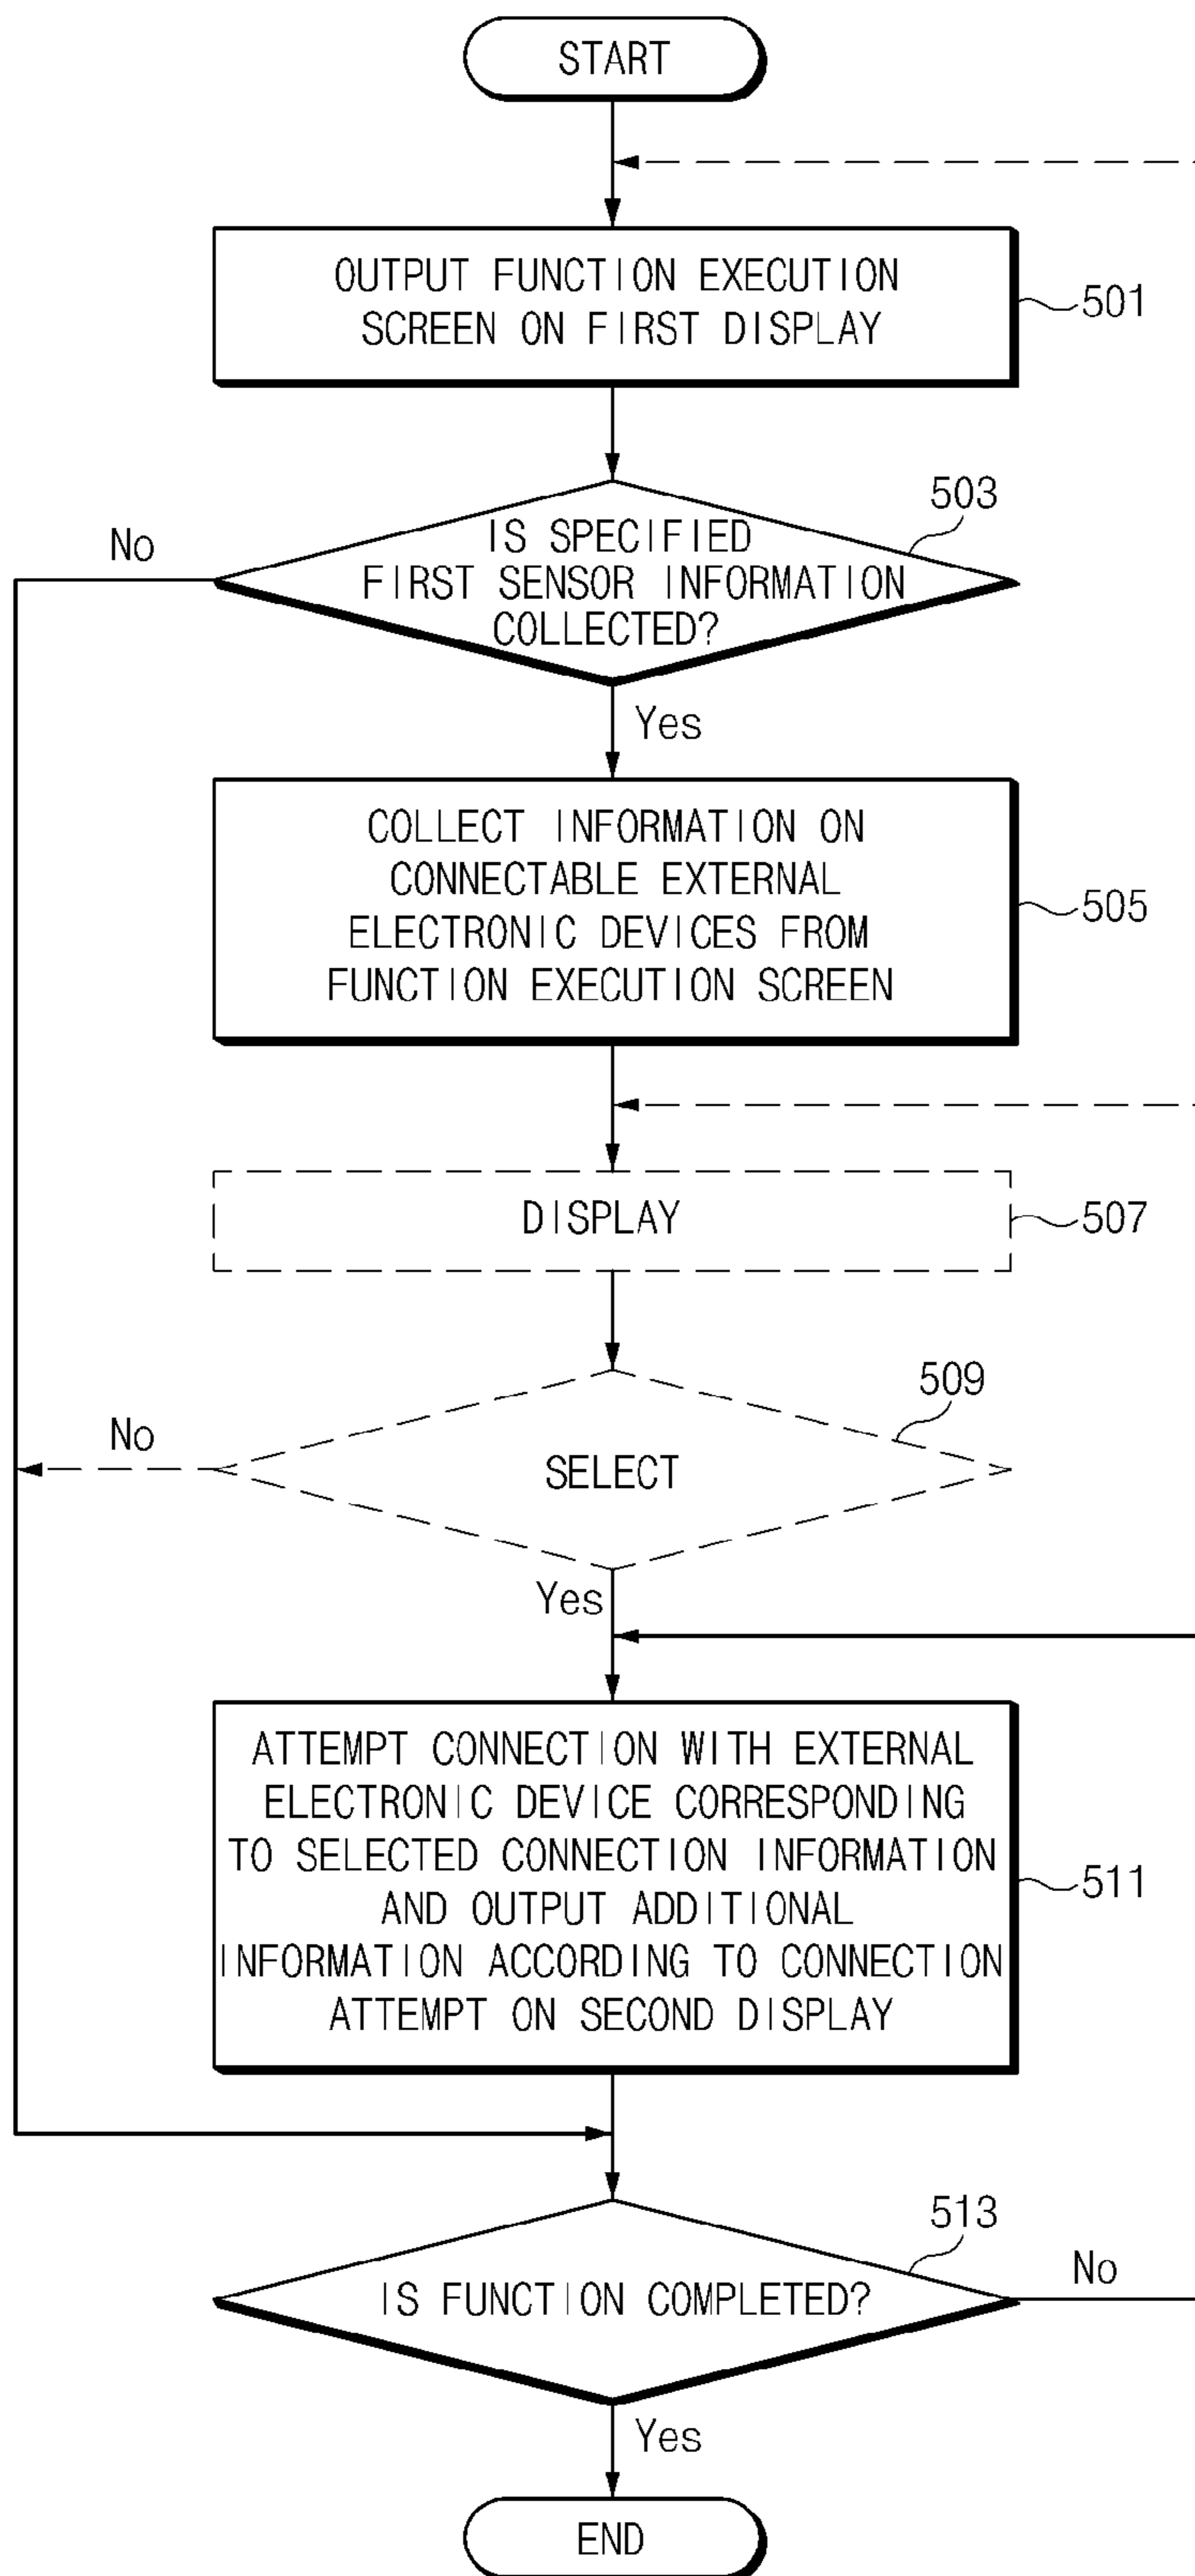 START
OUTPUT FUNCTION EXECUTION
SCREEN ON FIRST DISPLAY
501
503
No
IS SPECIFIED
FIRST SENSOR INFORMATION
COLLECTED?
Yes
COLLECT INFORMATION ON
CONNECTABLE EXTERNAL
ELECTRONIC DEVICES FROM
FUNCTION EXECUTION SCREEN
505
DISPLAY
507
509
No
SELECT
Yes
ATTEMPT CONNECTION WITH EXTERNAL
ELECTRONIC DEVICE CORRESPONDING
TO SELECTED CONNECTION INFORMATION
AND OUTPUT ADDITIONAL
INFORMATION ACCORDING TO CONNECTION
ATTEMPT ON SECOND DISPLAY
511
513
IS FUNCTION COMPLETED?
No
Yes
END